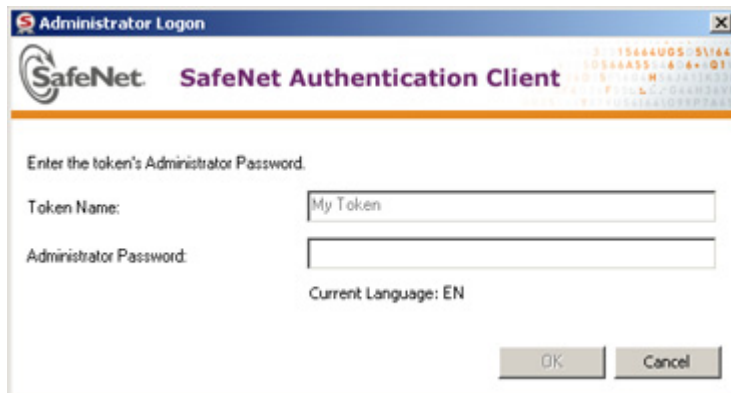 Administrator Logon
SafeNet. SafeNet Authentication Client
Enter the token's Administrator Password.
Token Name: My Token
Administrator Password:
Current Language: EN
OK Cancel